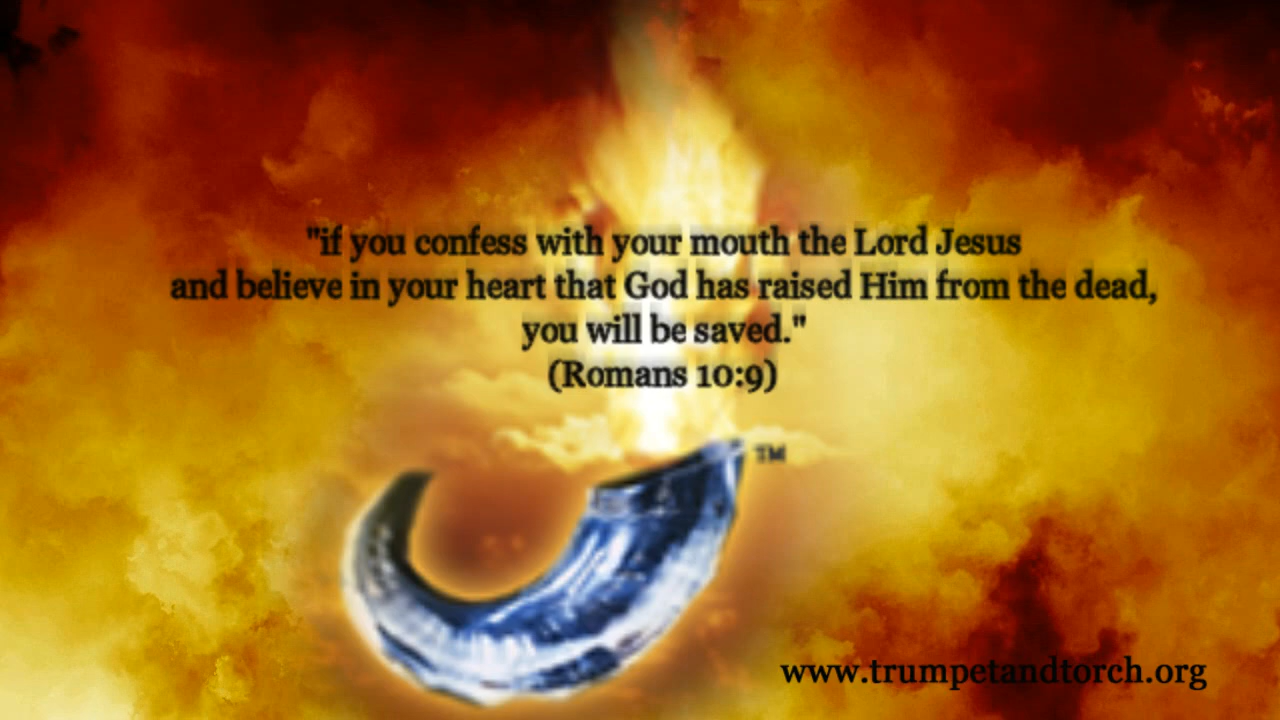 "if you confess with your mouth the Lord Jesus
and believe in your heart that God has raised Him from the dead,
you will be saved."
(Romans 10:9)
TM
www.trumpetandtorch.org